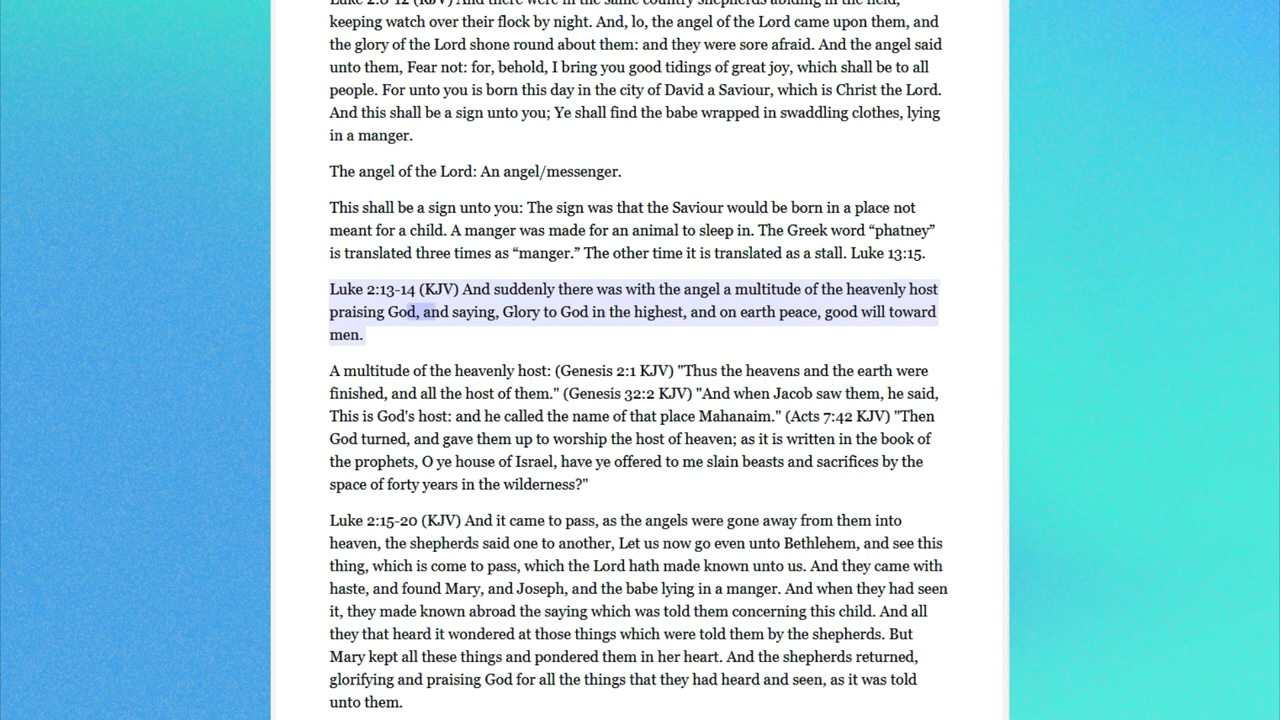 Luke 2:8-12 (KJV) And there were in the same country shepherds abiding in the field,
keeping watch over their flock by night. And, lo, the angel of the Lord came upon them, and
the glory of the Lord shone round about them: and they were sore afraid. And the angel said
unto them, Fear not: for, behold, I bring you good tidings of great joy, which shall be to all
people. For unto you is born this day in the city of David a Saviour, which is Christ the Lord.
And this shall be a sign unto you; Ye shall find the babe wrapped in swaddling clothes, lying
in a manger.
The angel of the Lord: An angel/messenger.
This shall be a sign unto you: The sign was that the Saviour would be born in a place not
meant for a child. A manger was made for an animal to sleep in. The Greek word “phatney”
is translated three times as “manger.” The other time it is translated as a stall. Luke 13:15.
Luke 2:13-14 (KJV) And suddenly there was with the angel a multitude of the heavenly host
praising God, and saying, Glory to God in the highest, and on earth peace, good will toward
men.
A multitude of the heavenly host: (Genesis 2:1 KJV) "Thus the heavens and the earth were
finished, and all the host of them." (Genesis 32:2 KJV) "And when Jacob saw them, he said,
This is God's host: and he called the name of that place Mahanaim." (Acts 7:42 KJV) "Then
God turned, and gave them up to worship the host of heaven; as it is written in the book of
the prophets, O ye house of Israel, have ye offered to me slain beasts and sacrifices by the
space of forty years in the wilderness?"
Luke 2:15-20 (KJV) And it came to pass, as the angels were gone away from them into
heaven, the shepherds said one to another, Let us now go even unto Bethlehem, and see this
thing, which is come to pass, which the Lord hath made known unto us. And they came with
haste, and found Mary, and Joseph, and the babe lying in a manger. And when they had seen
it, they made known abroad the saying which was told them concerning this child. And all
they that heard it wondered at those things which were told them by the shepherds. But
Mary kept all these things and pondered them in her heart. And the shepherds returned,
glorifying and praising God for all the things that they had heard and seen, as it was told
unto them.